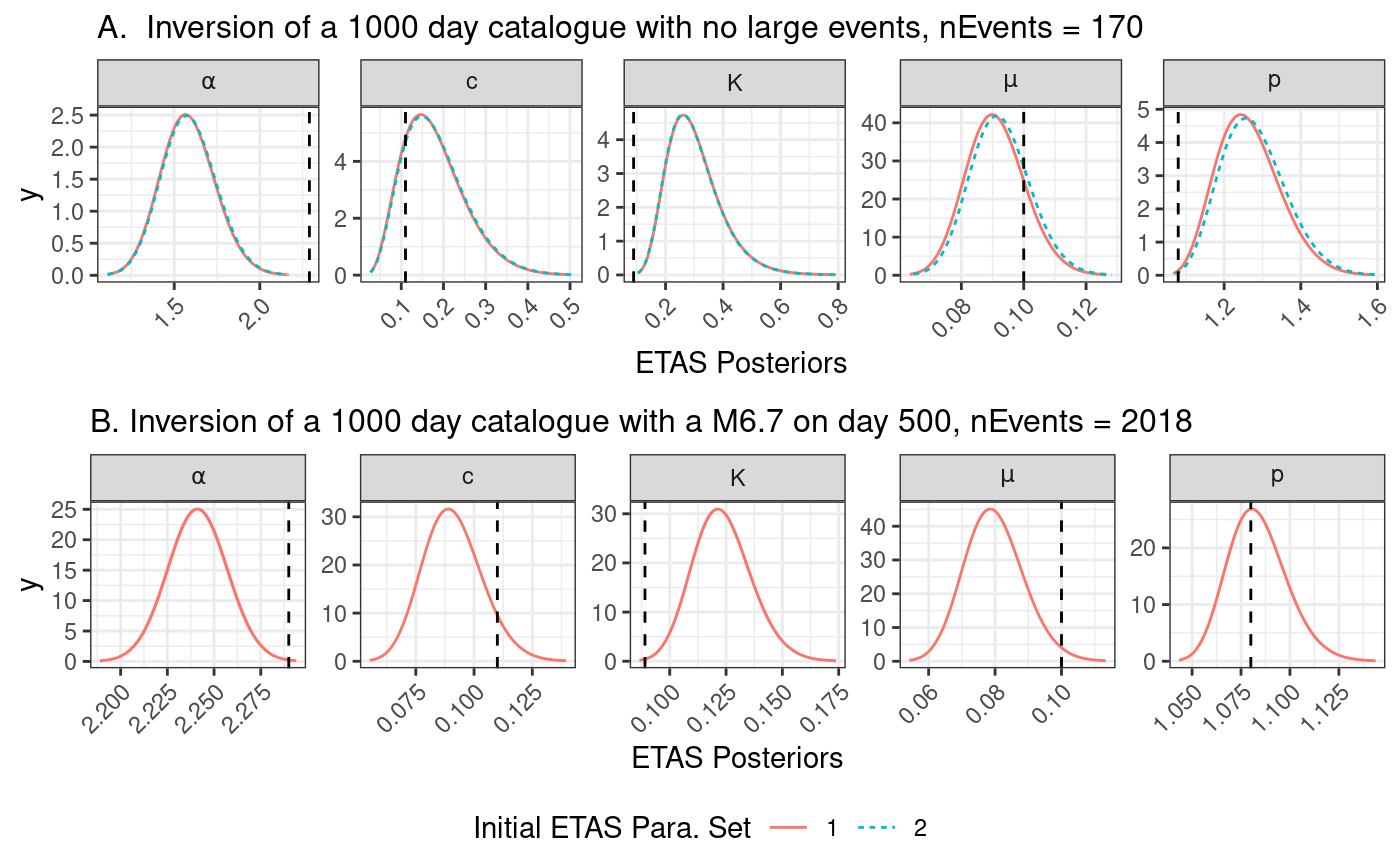 A.  Inversion of a 1000 day catalogue with no large events, nEvents = 170
α c K μ p
y
2.5 2.0 1.5 1.0 0.5 0.0
1.5 2.0
4 2 0
0.1 0.2 0.3 0.4 0.5
4 3 2 1 0
0.2 0.4 0.6 0.8
40 30 20 10 0
0.08 0.10 0.12
5 4 3 2 1 0
1.2 1.4 1.6
ETAS Posteriors
B. Inversion of a 1000 day catalogue with a M6.7 on day 500, nEvents = 2018
α c K μ p
y
25 20 15 10 5 0
2.200 2.225 2.250 2.275
30 20 10 0
0.075 0.100 0.125
30 20 10 0
0.100 0.125 0.150 0.175
40 30 20 10 0
0.06 0.08 0.10
20 10 0
1.050 1.075 1.100 1.125
ETAS Posteriors
Initial ETAS Para. Set 1 2